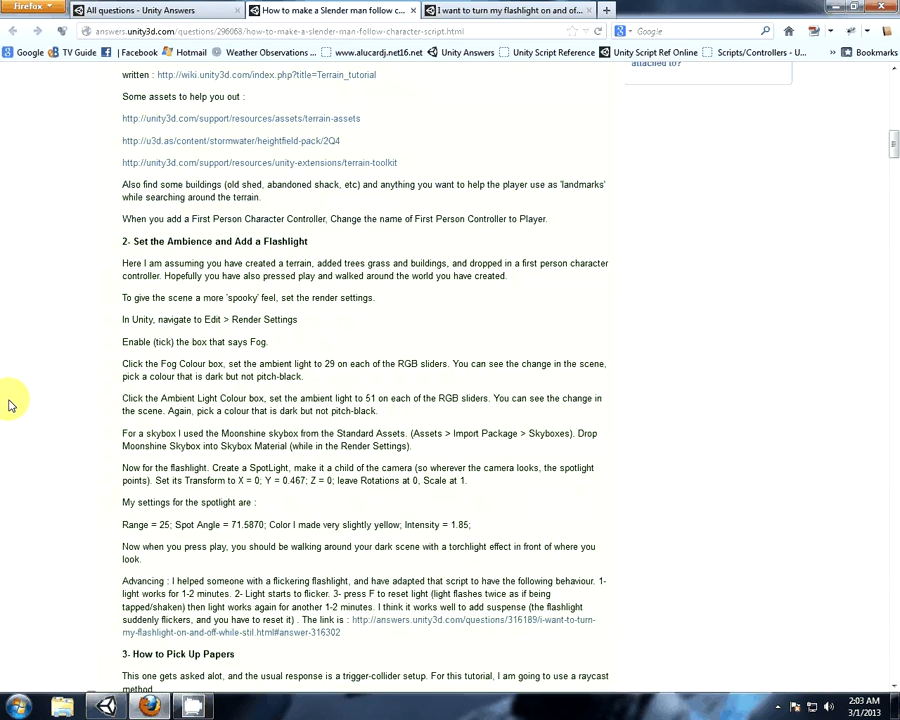 Firefox
All questions - Unity Answers
How to make a Slender man follow c...
I want to turn my flashlight on and of...
answers.unity3d.com/questions/296068/how-to-make-a-slender-man-follow-character-script.html
Google
Google
TV Guide
Facebook
Hotmail
Weather Observations ...
www.alucardj.net16.net
Unity Answers
Unity Script Reference
Unity Script Ref Online
Scripts/Controllers - U...
»
Bookmarks
attached to?
written : http://wiki.unity3d.com/index.php?title=Terrain_tutorial
Some assets to help you out :
http://unity3d.com/support/resources/assets/terrain-assets
http://u3d.as/content/stormwater/heightfield-pack/2Q4
http://unity3d.com/support/resources/unity-extensions/terrain-toolkit
Also find some buildings (old shed, abandoned shack, etc) and anything you want to help the player use as 'landmarks'
while searching around the terrain.
When you add a First Person Character Controller, Change the name of First Person Controller to Player.
2- Set the Ambience and Add a Flashlight
Here I am assuming you have created a terrain, added trees grass and buildings, and dropped in a first person character
controller. Hopefully you have also pressed play and walked around the world you have created.
To give the scene a more 'spooky' feel, set the render settings.
In Unity, navigate to Edit > Render Settings
Enable (tick) the box that says Fog.
Click the Fog Colour box, set the ambient light to 29 on each of the RGB sliders. You can see the change in the scene,
pick a colour that is dark but not pitch-black.
Click the Ambient Light Colour box, set the ambient light to 51 on each of the RGB sliders. You can see the change in
the scene. Again, pick a colour that is dark but not pitch-black.
For a skybox I used the Moonshine skybox from the Standard Assets. (Assets > Import Package > Skyboxes). Drop
Moonshine Skybox into Skybox Material (while in the Render Settings).
Now for the flashlight. Create a SpotLight, make it a child of the camera (so wherever the camera looks, the spotlight
points). Set its Transform to X = 0; Y = 0.467; Z = 0; leave Rotations at 0, Scale at 1.
My settings for the spotlight are :
Range = 25; Spot Angle = 71.5870; Color I made very slightly yellow; Intensity = 1.85;
Now when you press play, you should be walking around your dark scene with a torchlight effect in front of where you
look.
Advancing : I helped someone with a flickering flashlight, and have adapted that script to have the following behaviour. 1-
light works for 1-2 minutes. 2- Light starts to flicker. 3- press F to reset light (light flashes twice as if being
tapped/shaken) then light works again for another 1-2 minutes. I think it works well to add suspense (the flashlight
suddenly flickers, and you have to reset it) . The link is : http://answers.unity3d.com/questions/316189/i-want-to-turn-
my-flashlight-on-and-off-while-stil.html#answer-316302
3- How to Pick Up Papers
This one gets asked alot, and the usual response is a trigger-collider setup. For this tutorial, I am going to use a raycast
method.
2:03 AM
3/1/2013